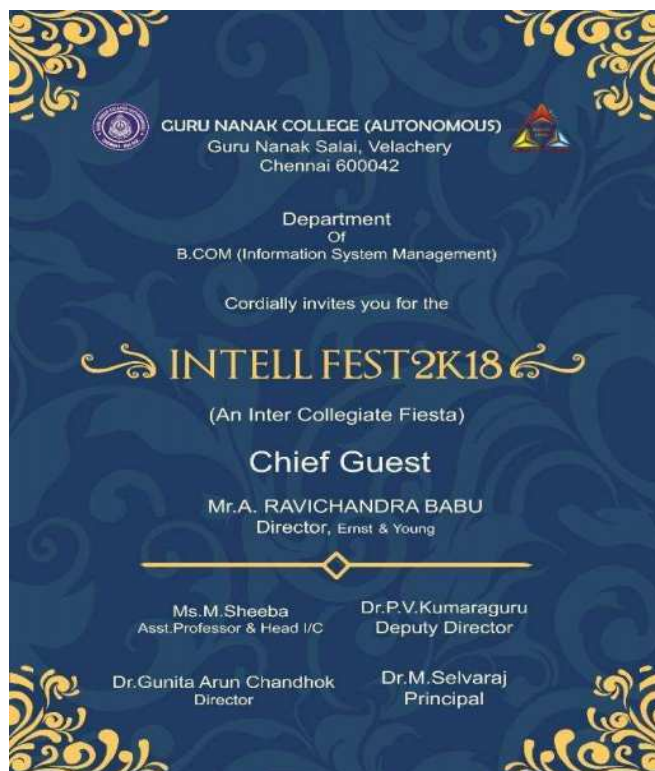 GURU NANAK COLLEGE (AUTONOMOUS)
Guru Nanak Salai, Velachery
Chennai 600042
Department
Of
B.COM (Information System Management)
Cordially invites you for the
INTELL FEST2K18
(An Inter Collegiate Fiesta)
Chief Guest
Mr.A. RAVICHANDRA BABU
Director, Ernst & Young
Ms.M.Sheeba
Asst.Professor & Head I/C
Dr.P.V.Kumaraguru
Deputy Director
Dr.Gunita Arun Chandhok
Director
Dr.M.Selvaraj
Principal